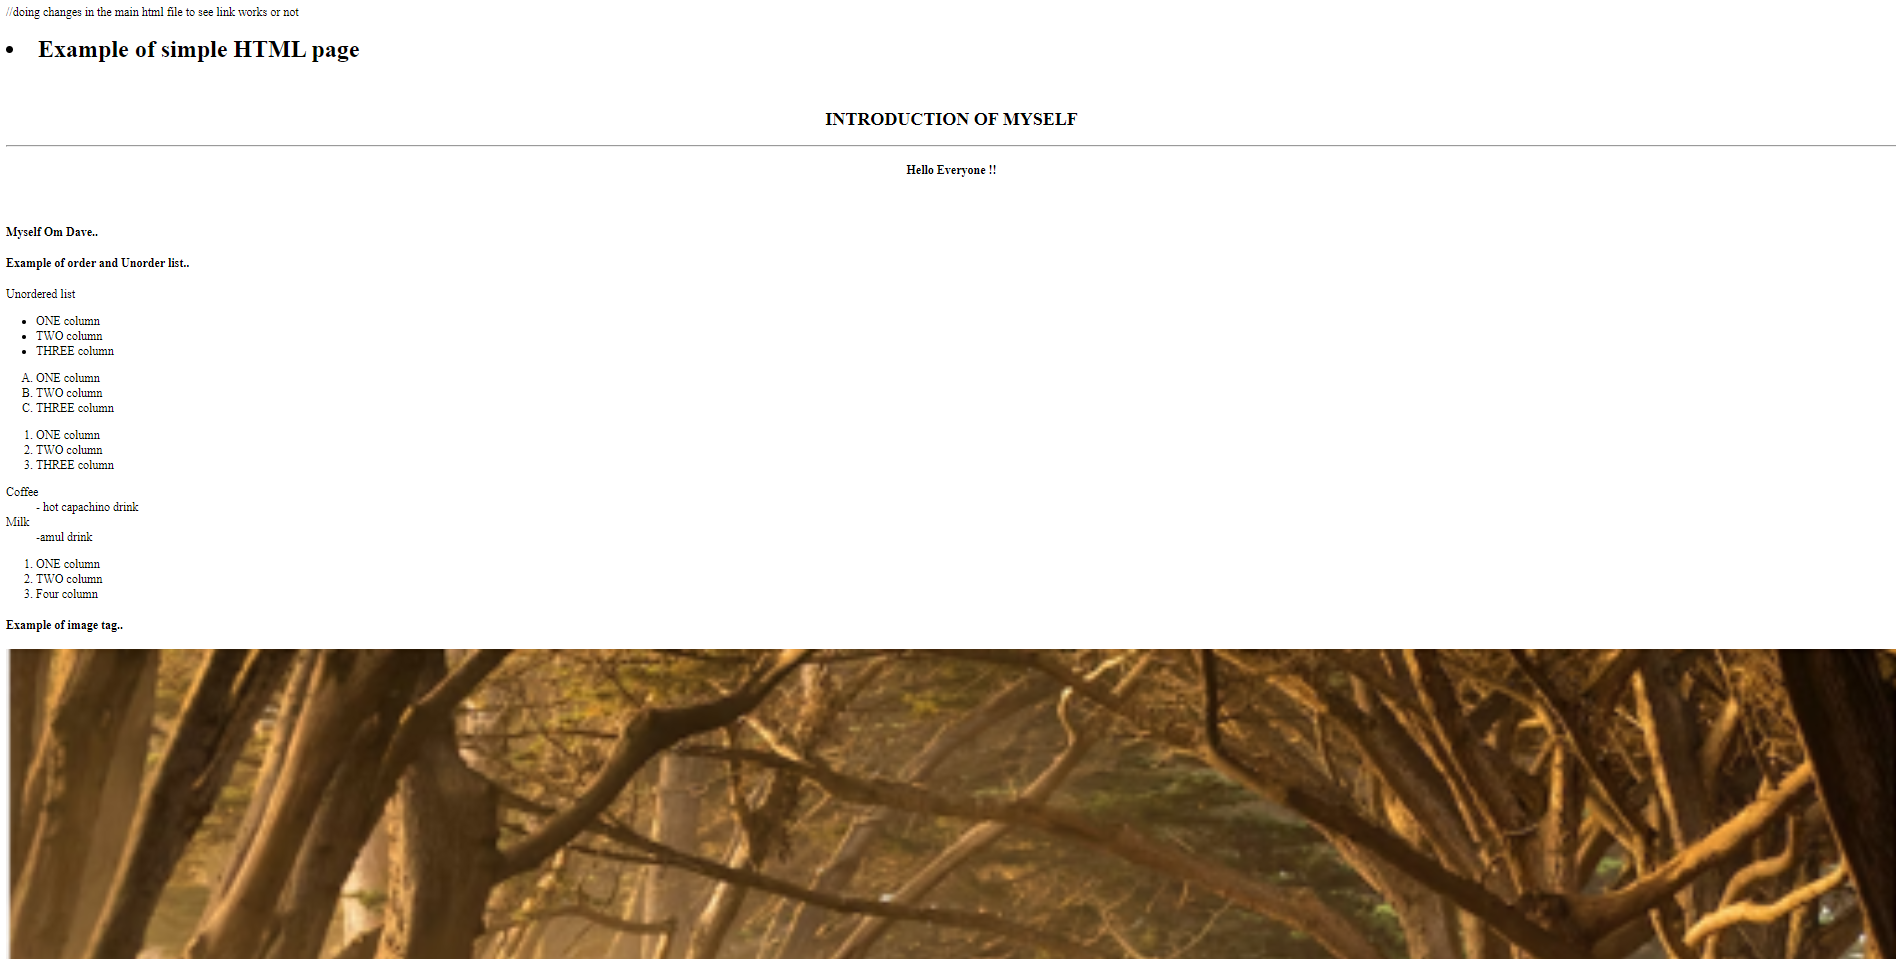 //doing changes in the main html file to see link works or not
• Example of simple HTML page
INTRODUCTION OF MYSELF
Hello Everyone !!
Myself Om Dave..
Example of order and Unorder list..
Unordered list
• ONE column
• TWO column
• THREE column
A. ONE column
B. TWO column
C. THREE column
1. ONE column
2. TWO column
3. THREE column
Coffee
- hot capachino drink
Milk
-amul drink
1. ONE column
2. TWO column
3. Four column
Example of image tag..